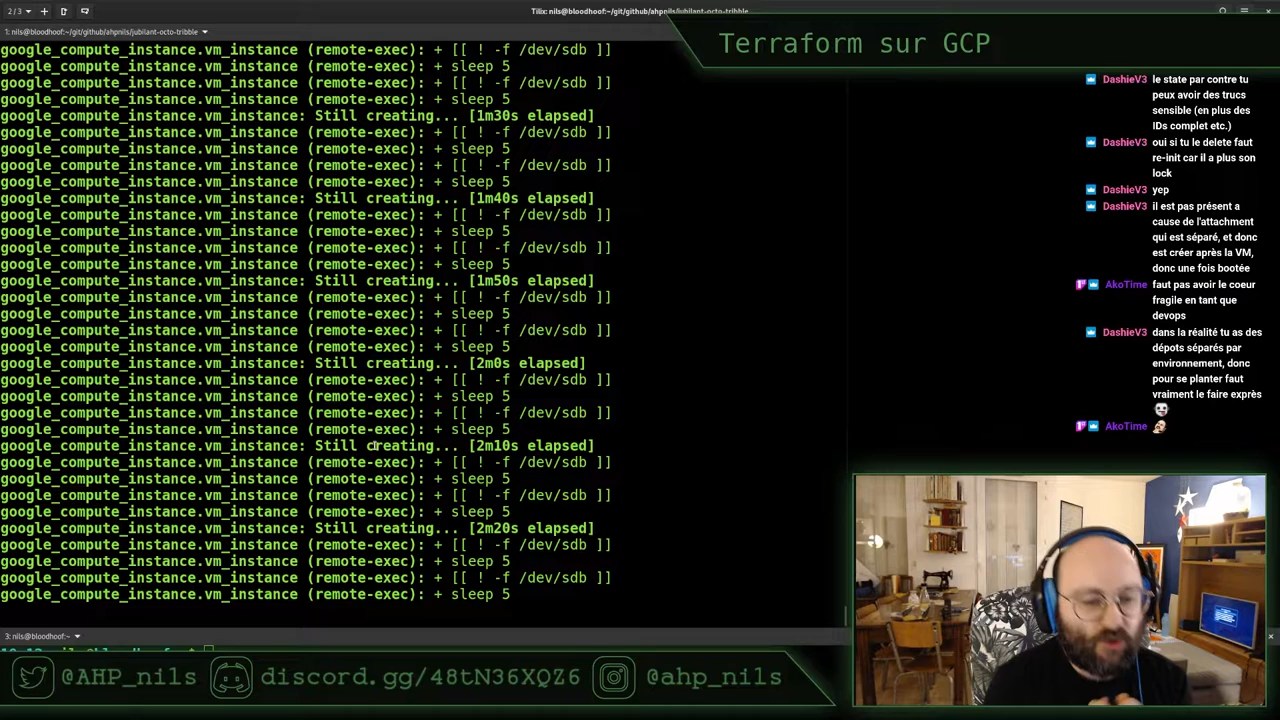 2/3
Tilix: nils@bloodhoof:~/git/github/ahpnils/jubilant-octo-tribble
1: nils@bloodhoof:~/git/github/ahpnils/jubilant-octo-tribble
Terraform sur GCP
google_compute_instance.vm_instance (remote-exec): + [[ ! -f /dev/sdb ]]
google_compute_instance.vm_instance (remote-exec): + sleep 5
google_compute_instance.vm_instance (remote-exec): + [[ ! -f /dev/sdb ]]
google_compute_instance.vm_instance (remote-exec): + sleep 5
google_compute_instance.vm_instance: Still creating... [1m30s elapsed]
google_compute_instance.vm_instance (remote-exec): + [[ ! -f /dev/sdb ]]
google_compute_instance.vm_instance (remote-exec): + sleep 5
google_compute_instance.vm_instance (remote-exec): + [[ ! -f /dev/sdb ]]
google_compute_instance.vm_instance (remote-exec): + sleep 5
google_compute_instance.vm_instance: Still creating... [1m40s elapsed]
google_compute_instance.vm_instance (remote-exec): + [[ ! -f /dev/sdb ]]
google_compute_instance.vm_instance (remote-exec): + sleep 5
google_compute_instance.vm_instance (remote-exec): + [[ ! -f /dev/sdb ]]
google_compute_instance.vm_instance (remote-exec): + sleep 5
google_compute_instance.vm_instance: Still creating... [1m50s elapsed]
google_compute_instance.vm_instance (remote-exec): + [[ ! -f /dev/sdb ]]
google_compute_instance.vm_instance (remote-exec): + sleep 5
google_compute_instance.vm_instance (remote-exec): + [[ ! -f /dev/sdb ]]
google_compute_instance.vm_instance (remote-exec): + sleep 5
google_compute_instance.vm_instance: Still creating... [2m0s elapsed]
google_compute_instance.vm_instance (remote-exec): + [[ ! -f /dev/sdb ]]
google_compute_instance.vm_instance (remote-exec): + sleep 5
google_compute_instance.vm_instance (remote-exec): + [[ ! -f /dev/sdb ]]
google_compute_instance.vm_instance (remote-exec): + sleep 5
google_compute_instance.vm_instance: Still creating... [2m10s elapsed]
google_compute_instance.vm_instance (remote-exec): + [[ ! -f /dev/sdb ]]
google_compute_instance.vm_instance (remote-exec): + sleep 5
google_compute_instance.vm_instance (remote-exec): + [[ ! -f /dev/sdb ]]
google_compute_instance.vm_instance (remote-exec): + sleep 5
google_compute_instance.vm_instance: Still creating... [2m20s elapsed]
google_compute_instance.vm_instance (remote-exec): + [[ ! -f /dev/sdb ]]
google_compute_instance.vm_instance (remote-exec): + sleep 5
google_compute_instance.vm_instance (remote-exec): + [[ ! -f /dev/sdb ]]
google_compute_instance.vm_instance (remote-exec): + sleep 5
3: nils@bloodhoof:~
DashieV3 le state par contre tu
peux avoir des trucs
sensible (en plus des
IDs complet etc.)
DashieV3 oui si tu le delete faut
re-init car il a plus son
lock
DashieV3 yep
DashieV3 il est pas présent a
cause de l'attachment
qui est séparé, et donc
est créer après la VM,
donc une fois bootée
AkoTime faut pas avoir le coeur
fragile en tant que
devops
DashieV3 dans la réalité tu as des
dépots séparés par
environnement, donc
pour se planter faut
vraiment le faire exprès
AkoTime
@AHP_nils
discord.gg/48tN36XQZ6
@ahp_nils